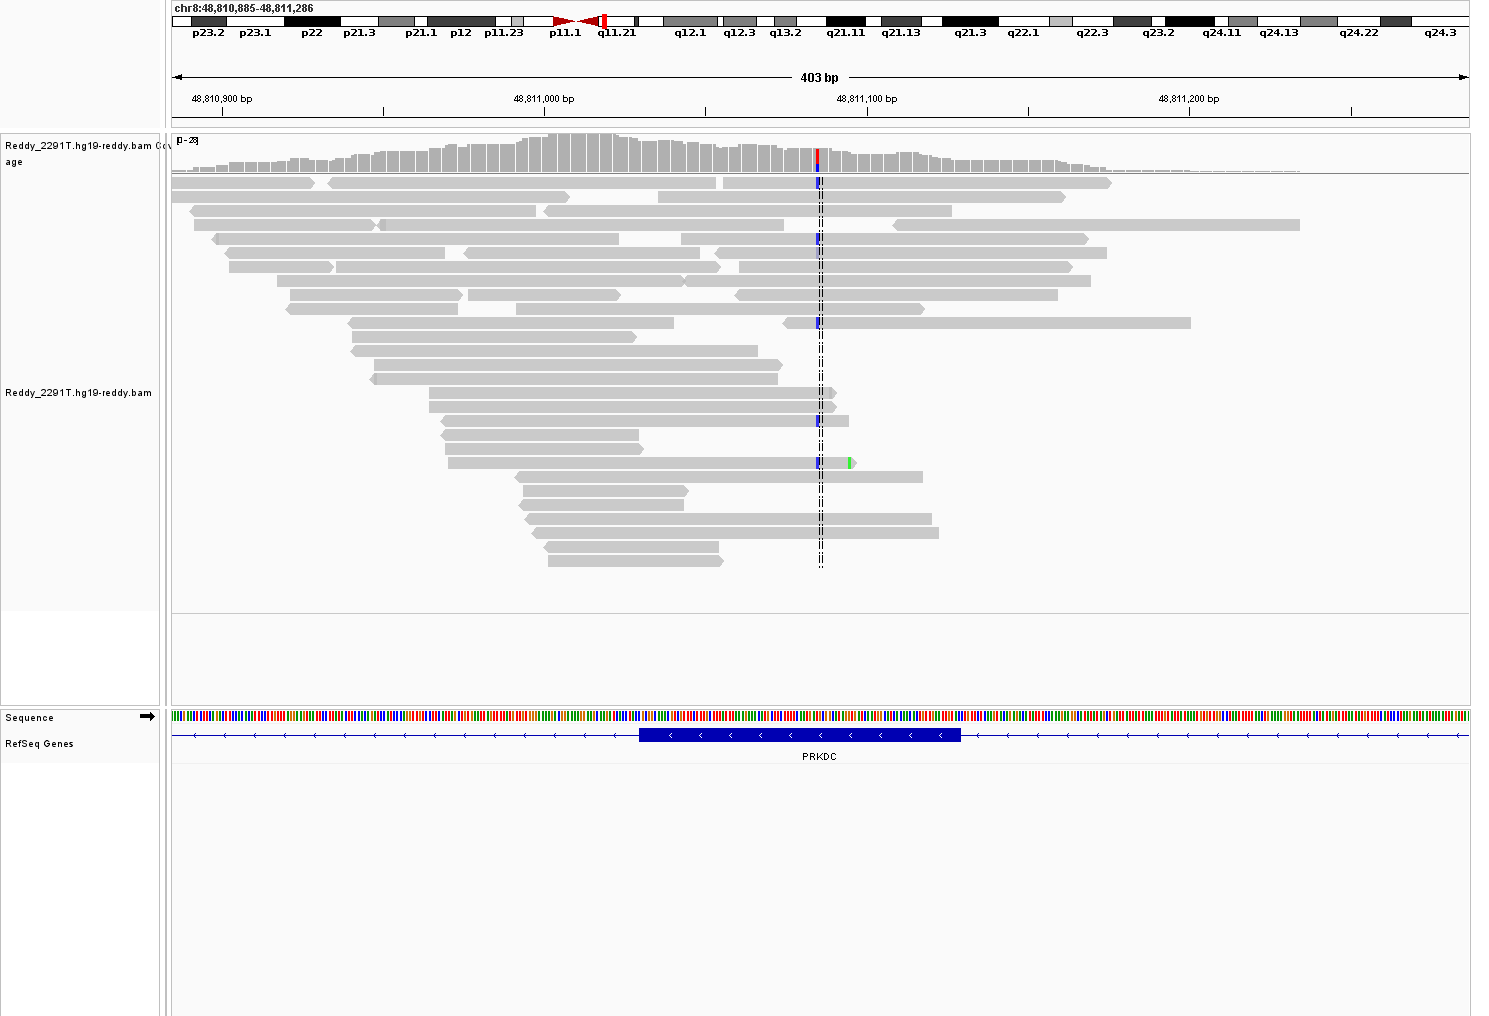 chr8:48,810,885-48,811,286
p23.2 p23.1 p22 p21.3 p21.1 p12 p11.23 p11.1 q11.21 q12.1 q12.3 q13.2 q21.11 q21.13 q21.3 q22.1 q22.3 q23.2 q24.11 q24.13 q24.22 q24.3
403 bp
48,810,900 bp 48,811,000 bp 48,811,100 bp 48,811,200 bp
Reddy_2291T.hg19-reddy.bam Cov
age
[0 - 28]
Reddy_2291T.hg19-reddy.bam
Sequence
RefSeq Genes
PRKDC